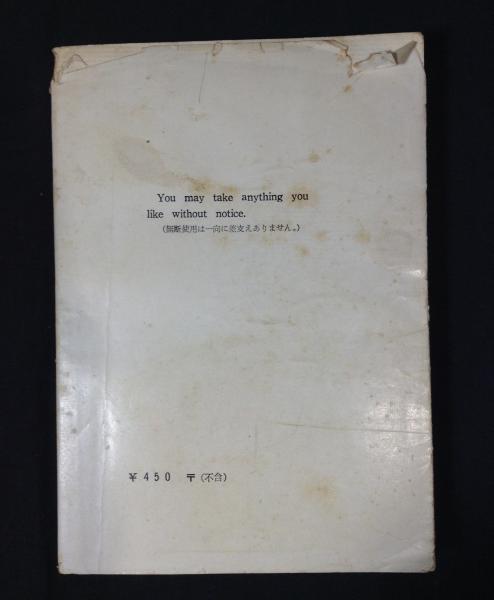 You may take anything you
like without notice.
(無断使用は一向に差支えありません。)
¥450 〒(不含)